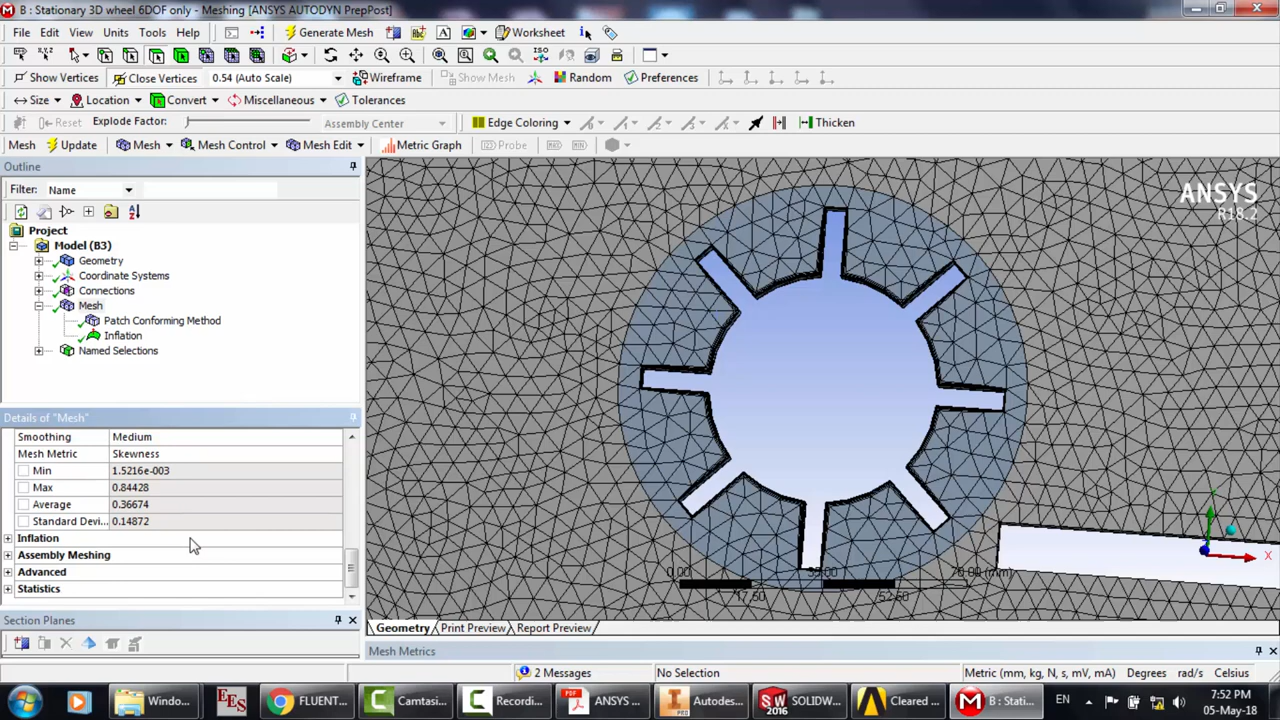 B : Stationary 3D wheel 6DOF only - Meshing [ANSYS AUTODYN PrepPost]
File Edit View Units Tools Help Generate Mesh Worksheet
Show Vertices Close Vertices 0.54 (Auto Scale) Wireframe Show Mesh Random Preferences
Size Location Convert Miscellaneous Tolerances
Reset Explode Factor: Assembly Center Edge Coloring Thicken
Mesh Update Mesh Mesh Control Mesh Edit Metric Graph Probe
Outline
Filter: Name
Project
Model (B3)
Geometry
Coordinate Systems
Connections
Mesh
Patch Conforming Method
Inflation
Named Selections
Details of "Mesh"
Smoothing Medium
Mesh Metric Skewness
Min 1.5216e-003
Max 0.84428
Average 0.36674
Standard Devi... 0.14872
Inflation
Assembly Meshing
Advanced
Statistics
Section Planes
ANSYS
R18.2
X
0.00 35.00 70.00 (mm)
17.50 52.50
Geometry Print Preview Report Preview
Mesh Metrics
2 Messages No Selection Metric (mm, kg, N, s, mV, mA) Degrees rad/s Celsius
Windo... FLUENT... Camtasi... Recordi... ANSYS ... Autodes... SOLIDW... Cleared ... B : Stati... EN
7:52 PM
05-May-18